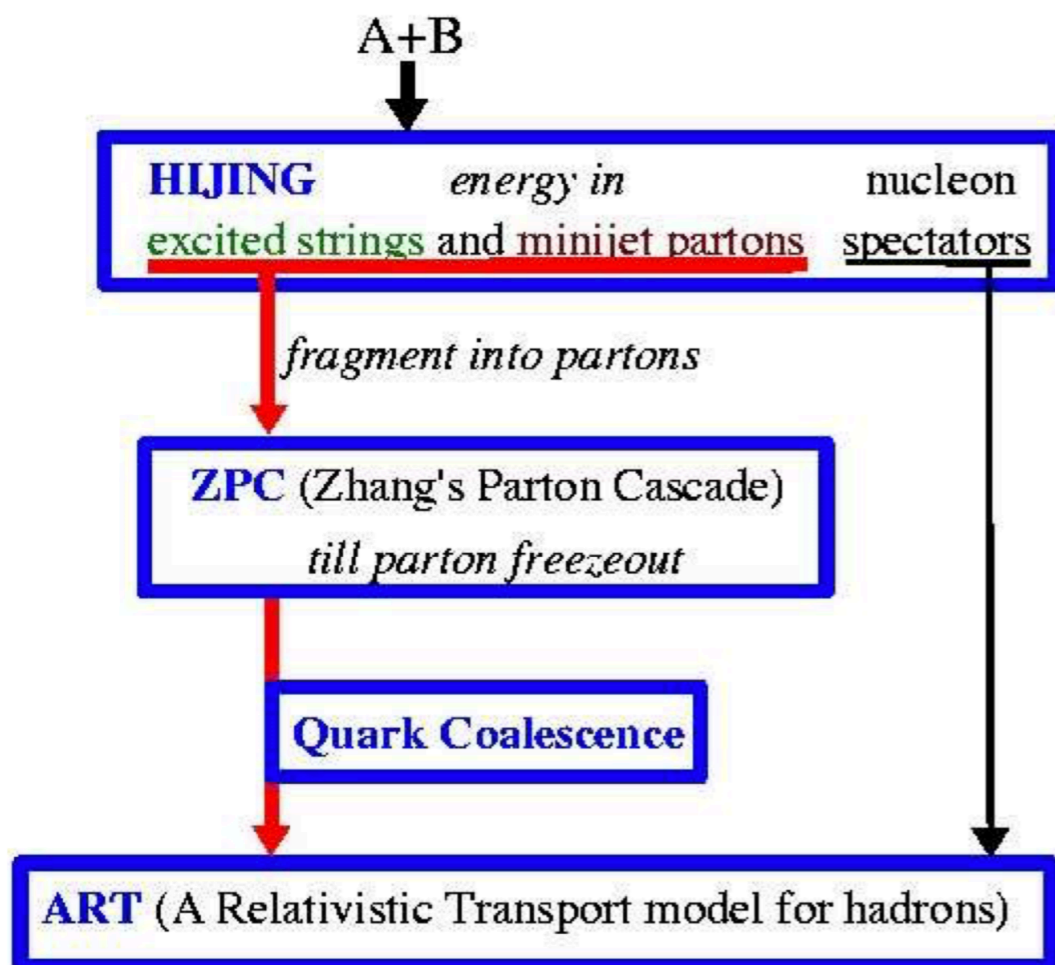 A+B
HIJING energy in nucleon
excited strings and minijet partons spectators
fragment into partons
ZPC (Zhang's Parton Cascade)
till parton freezeout
Quark Coalescence
ART (A Relativistic Transport model for hadrons)